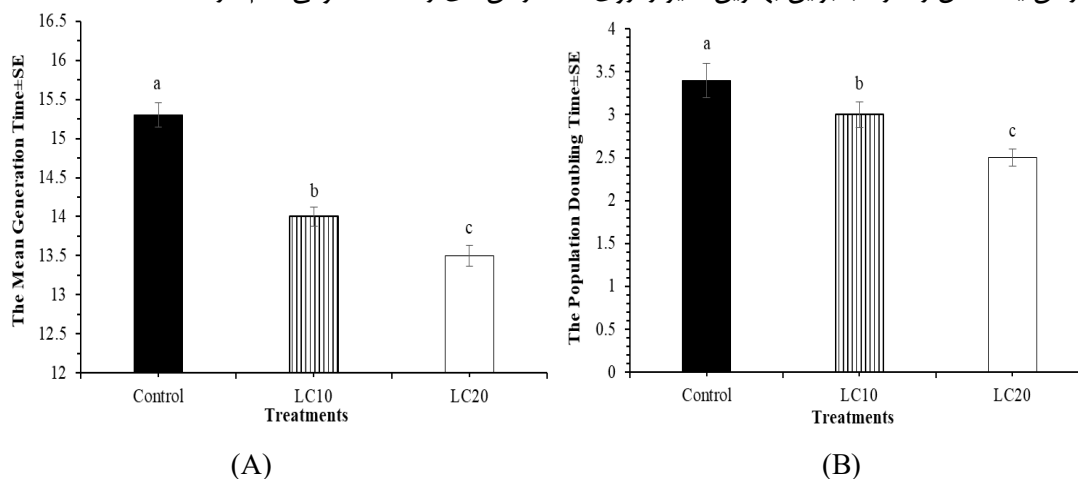 The Mean Generation Time±SE
16
15.5
15
14.5
14
13.5
13
12.5
12
a
b
c
Control
LC10
LC20
Treatments
(A)
The Population Doubling Time±SE
4
3.5
3
2.5
2
1.5
1
0.5
0
a
b
c
Control
LC10
LC20
Treatments
(B)